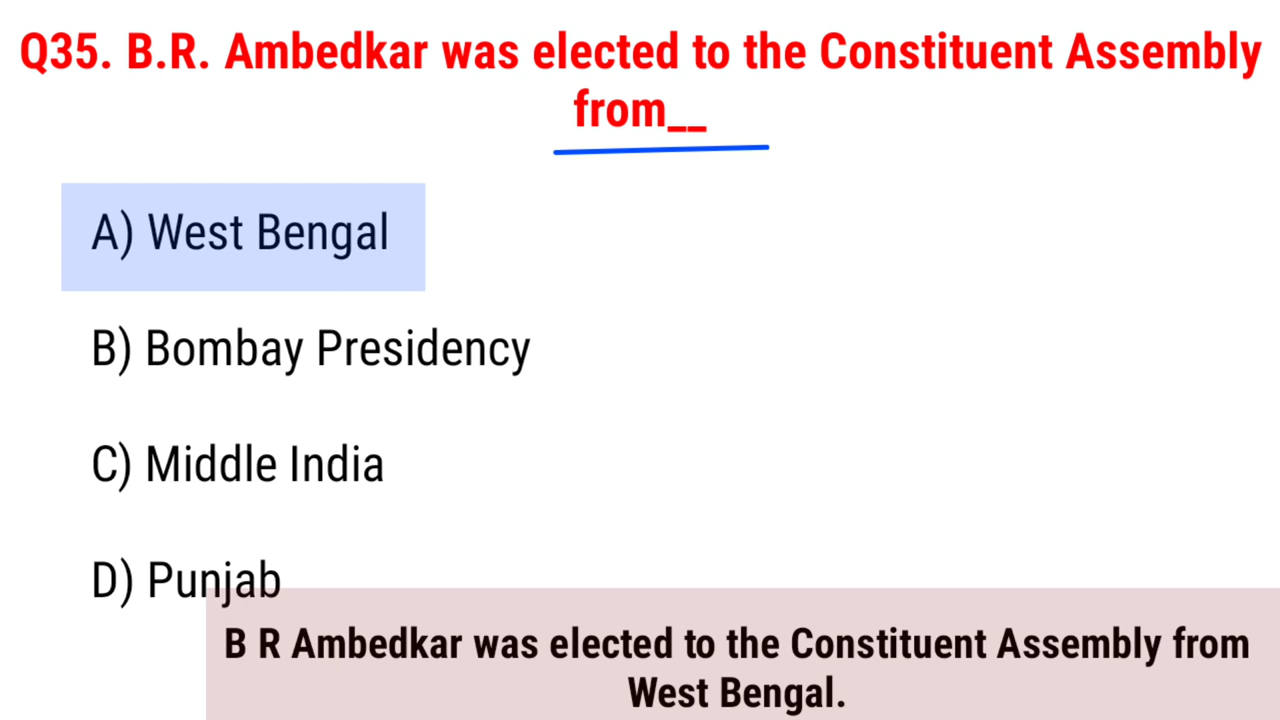 Q35. B.R. Ambedkar was elected to the Constituent Assembly
from__
A) West Bengal
B) Bombay Presidency
C) Middle India
D) Punjab
B R Ambedkar was elected to the Constituent Assembly from
West Bengal.